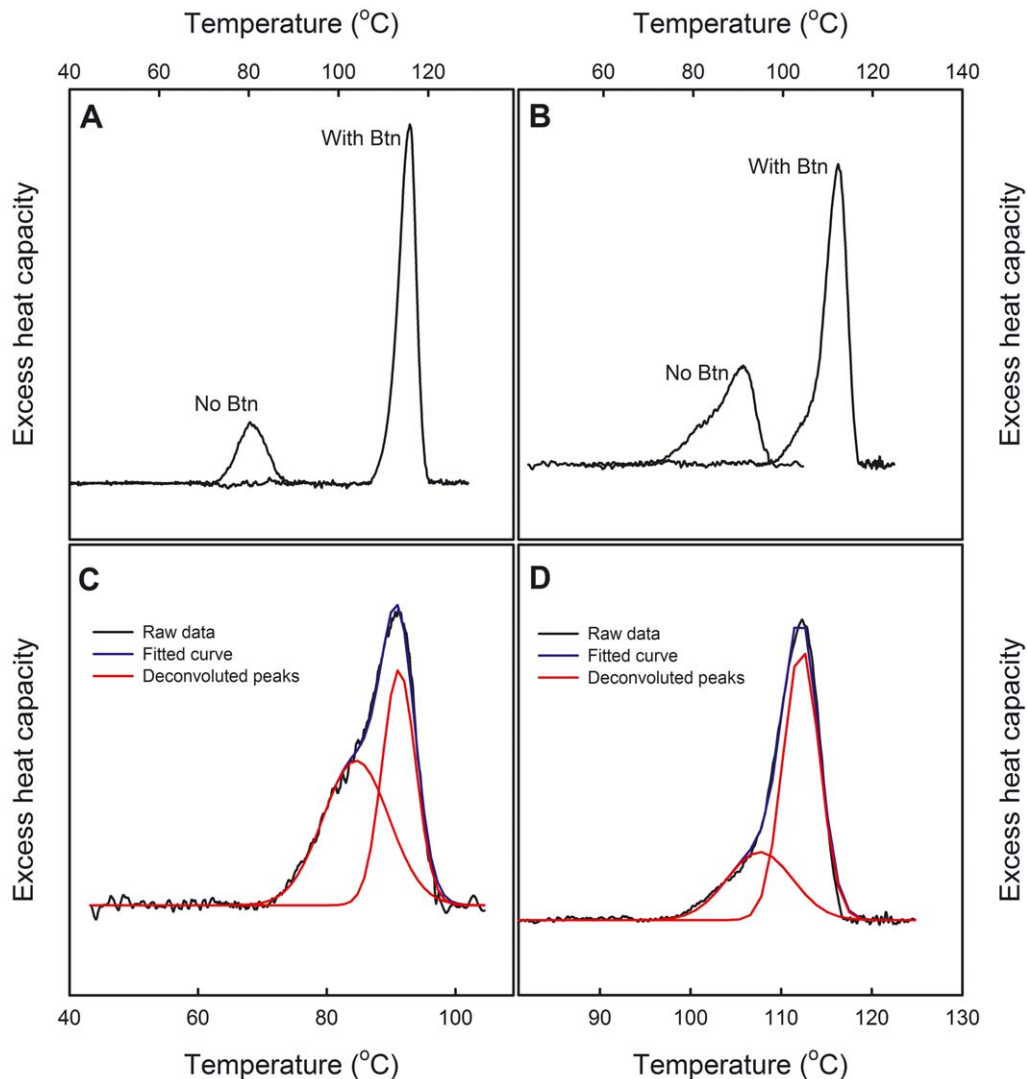 Temperature (°C)
Temperature (°C)
40 60 80 100 120
60 80 100 120 140
A
With Btn
No Btn
B
With Btn
No Btn
Excess heat capacity
Excess heat capacity
C
Raw data
Fitted curve
Deconvoluted peaks
D
Raw data
Fitted curve
Deconvoluted peaks
Excess heat capacity
Excess heat capacity
40 60 80 100
90 100 110 120 130
Temperature (°C)
Temperature (°C)